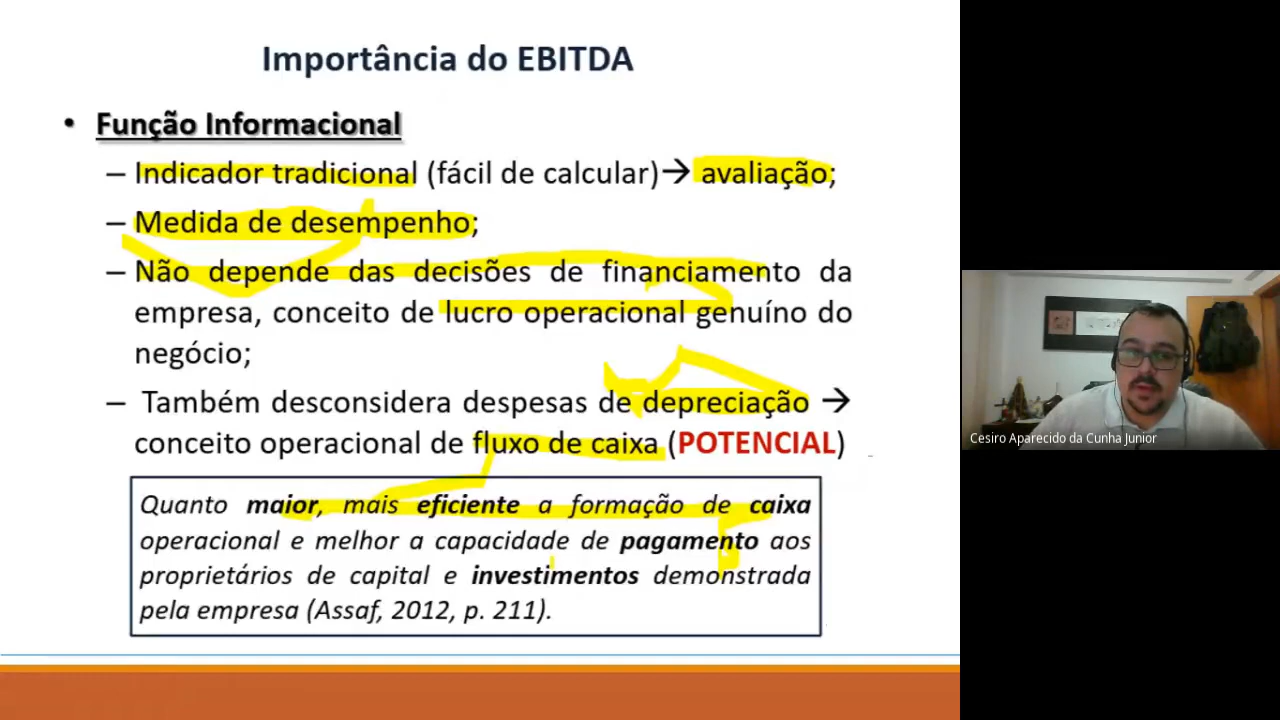 Importância do EBITDA
• Função Informacional
– Indicador tradicional (fácil de calcular)→ avaliação;
– Medida de desempenho;
– Não depende das decisões de financiamento da
empresa, conceito de lucro operacional genuíno do
negócio;
– Também desconsidera despesas de depreciação →
conceito operacional de fluxo de caixa (POTENCIAL)
Quanto maior, mais eficiente a formação de caixa
operacional e melhor a capacidade de pagamento aos
proprietários de capital e investimentos demonstrada
pela empresa (Assaf, 2012, p. 211).
Cesiro Aparecido da Cunha Junior